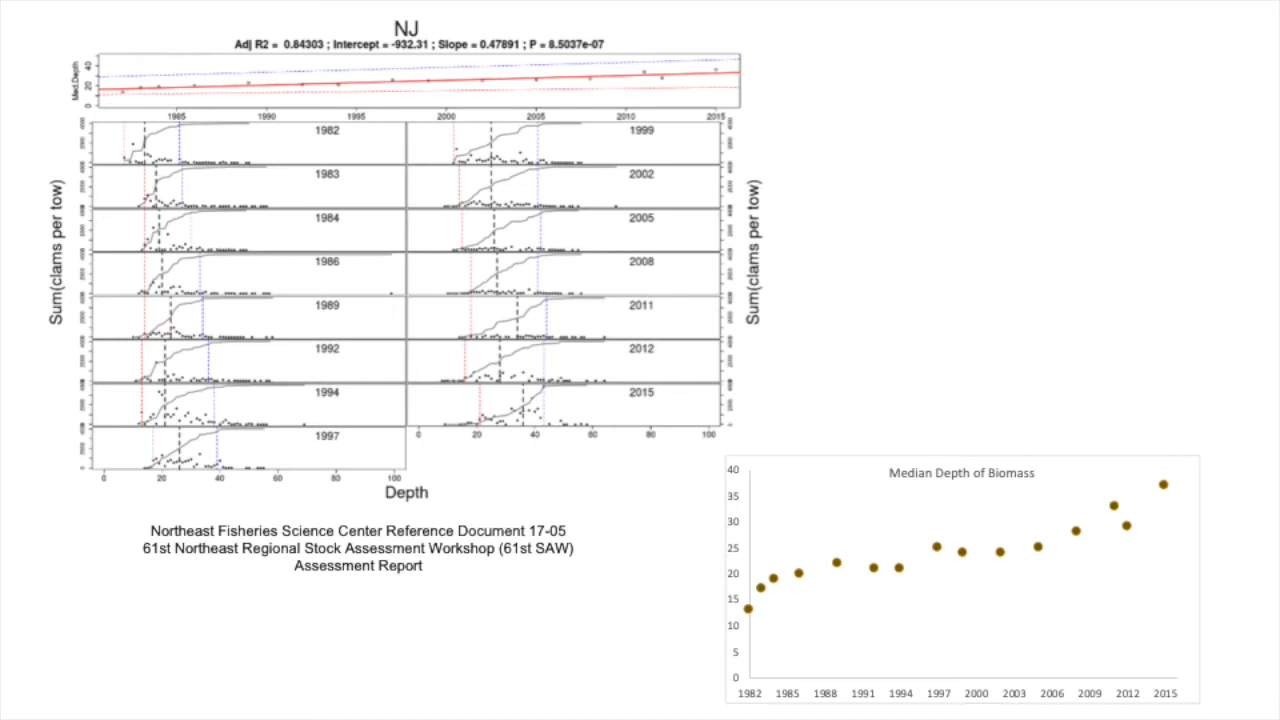 NJ
Adj R2 = 0.84303 ; Intercept = -932.31 ; Slope = 0.47891 ; P = 8.5037e-07
Med.Depth
0 20 40
1985 1990 1995 2000 2005 2010 2015
Sum(clams per tow)
1982
1983
1984
1986
1989
1992
1994
1997
1999
2002
2005
2008
2011
2012
2015
Sum(clams per tow)
0 20 40 60 80 100
0 20 40 60 80 100
Depth
Northeast Fisheries Science Center Reference Document 17-05
61st Northeast Regional Stock Assessment Workshop (61st SAW)
Assessment Report
Median Depth of Biomass
40
35
30
25
20
15
10
5
0
1982 1985 1988 1991 1994 1997 2000 2003 2006 2009 2012 2015